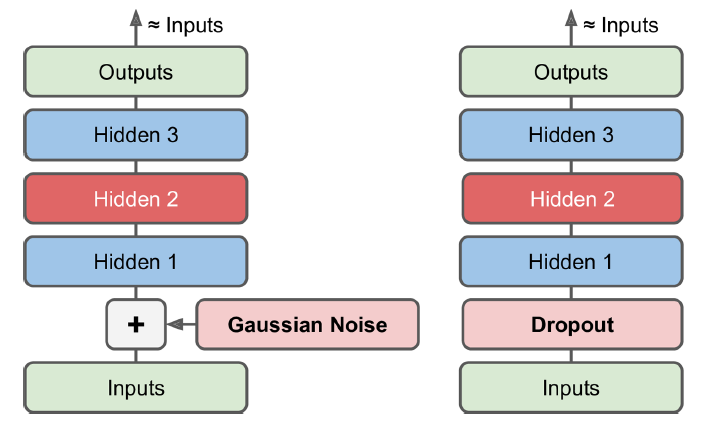 ≈ Inputs
Outputs
Hidden 3
Hidden 2
Hidden 1
+
Gaussian Noise
Inputs
≈ Inputs
Outputs
Hidden 3
Hidden 2
Hidden 1
Dropout
Inputs